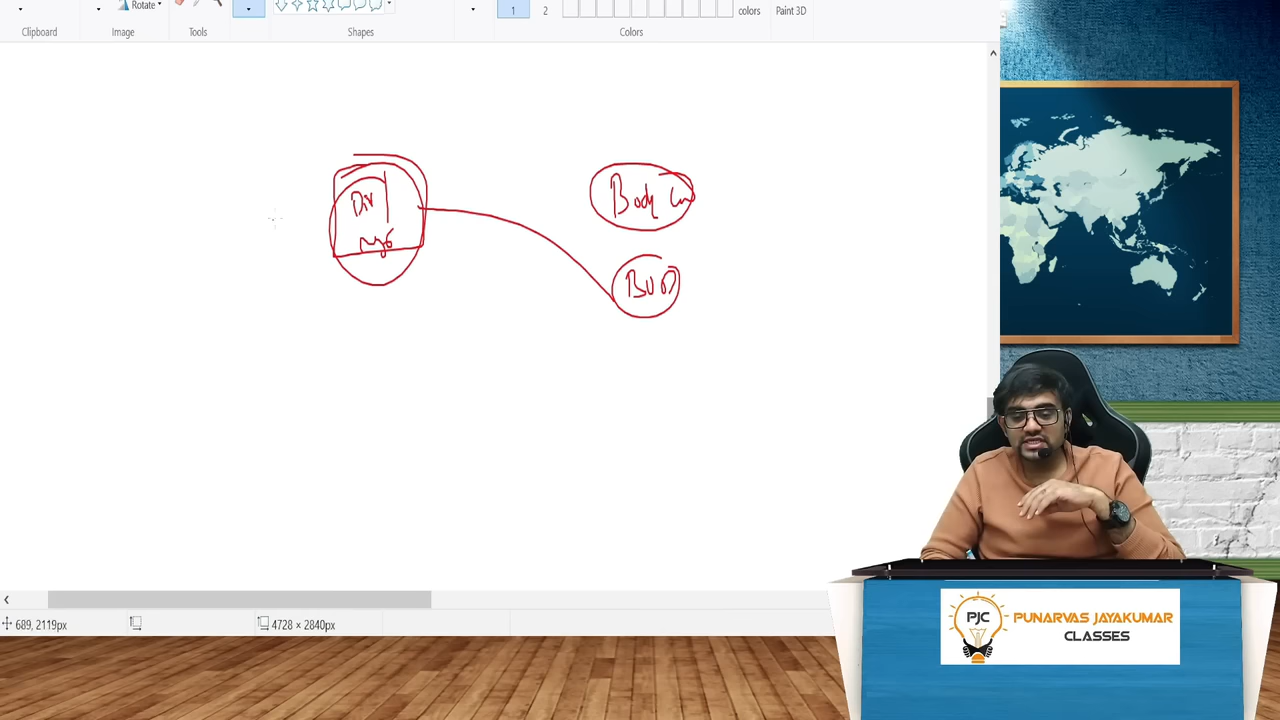 Rotate
1
2
colors
Paint 3D
Clipboard
Image
Tools
Shapes
Colors
Dir
Body
689, 2119px
4728 × 2840px
PJC
PUNARVAS JAYAKUMAR
CLASSES